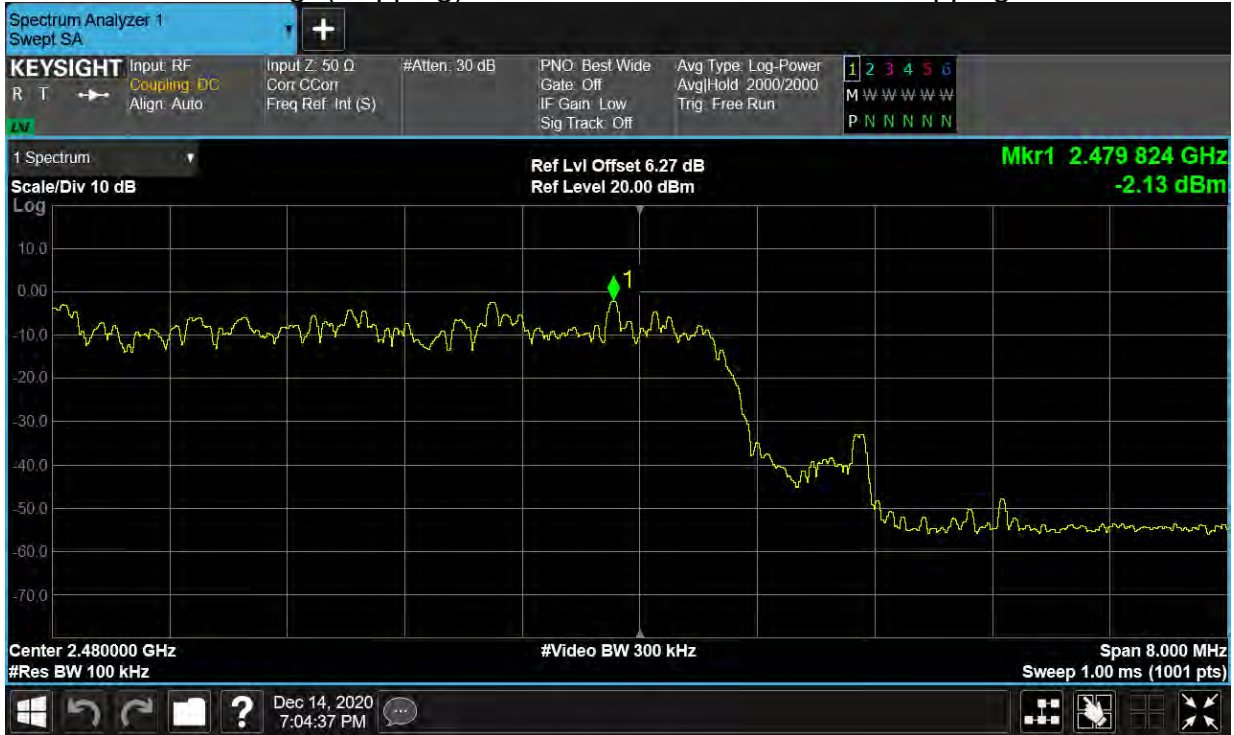 Spectrum Analyzer 1
Swept SA
+
KEYSIGHT
R T
LXI
Input: RF
Coupling: DC
Align: Auto
Input Z: 50 Ω
Corr CCorr
Freq Ref: Int (S)
#Atten: 30 dB
PNO: Best Wide
Gate: Off
IF Gain: Low
Sig Track: Off
Avg Type: Log-Power
Avg|Hold: 2000/2000
Trig: Free Run
1 2 3 4 5 6
M W W W W W
P N N N N N
1 Spectrum
Scale/Div 10 dB
Ref Lvl Offset 6.27 dB
Ref Level 20.00 dBm
Mkr1 2.479 824 GHz
-2.13 dBm
Log
10.0
0.00
-10.0
-20.0
-30.0
-40.0
-50.0
-60.0
-70.0
1
Center 2.480000 GHz
#Res BW 100 kHz
#Video BW 300 kHz
Span 8.000 MHz
Sweep 1.00 ms (1001 pts)
?
Dec 14, 2020
7:04:37 PM